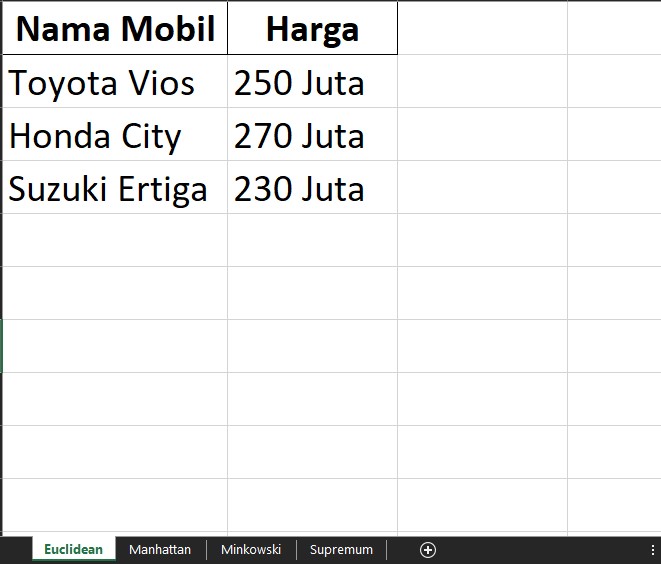 Nama Mobil Harga
Toyota Vios 250 Juta
Honda City 270 Juta
Suzuki Ertiga 230 Juta
Euclidean Manhattan Minkowski Supremum